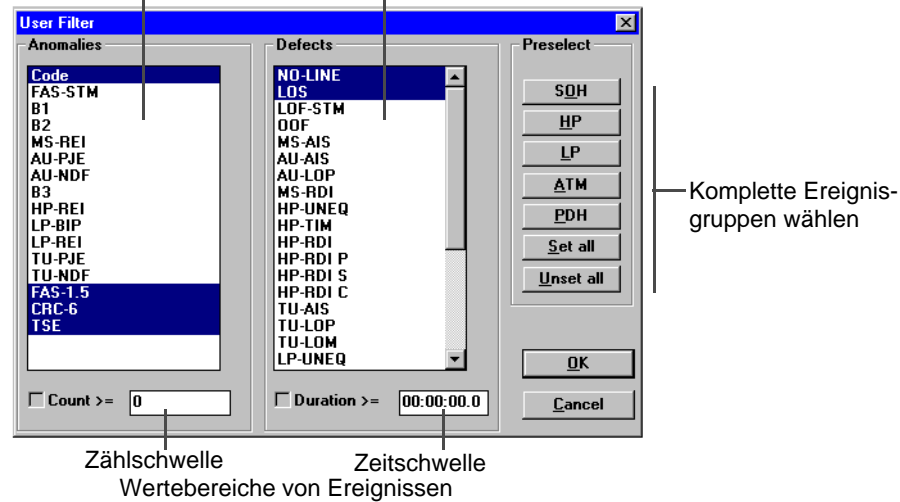 User Filter
Anomalies
Code
FAS-STM
B1
B2
MS-REI
AU-PJE
AU-NDF
B3
HP-REI
LP-BIP
LP-REI
TU-PJE
TU-NDF
FAS-1.5
CRC-6
TSE
Count >= 0
Defects
NO-LINE
LOS
LOF-STM
OOF
MS-AIS
AU-AIS
AU-LOP
MS-RDI
HP-UNEQ
HP-TIM
HP-RDI
HP-RDI P
HP-RDI S
HP-RDI C
TU-AIS
TU-LOP
TU-LOM
LP-UNEQ
Duration >= 00:00:00.0
Preselect
SOH
HP
LP
ATM
PDH
Set all
Unset all
OK
Cancel
Komplette Ereignis-
gruppen wählen
Zählschwelle
Zeitschwelle
Wertebereiche von Ereignissen